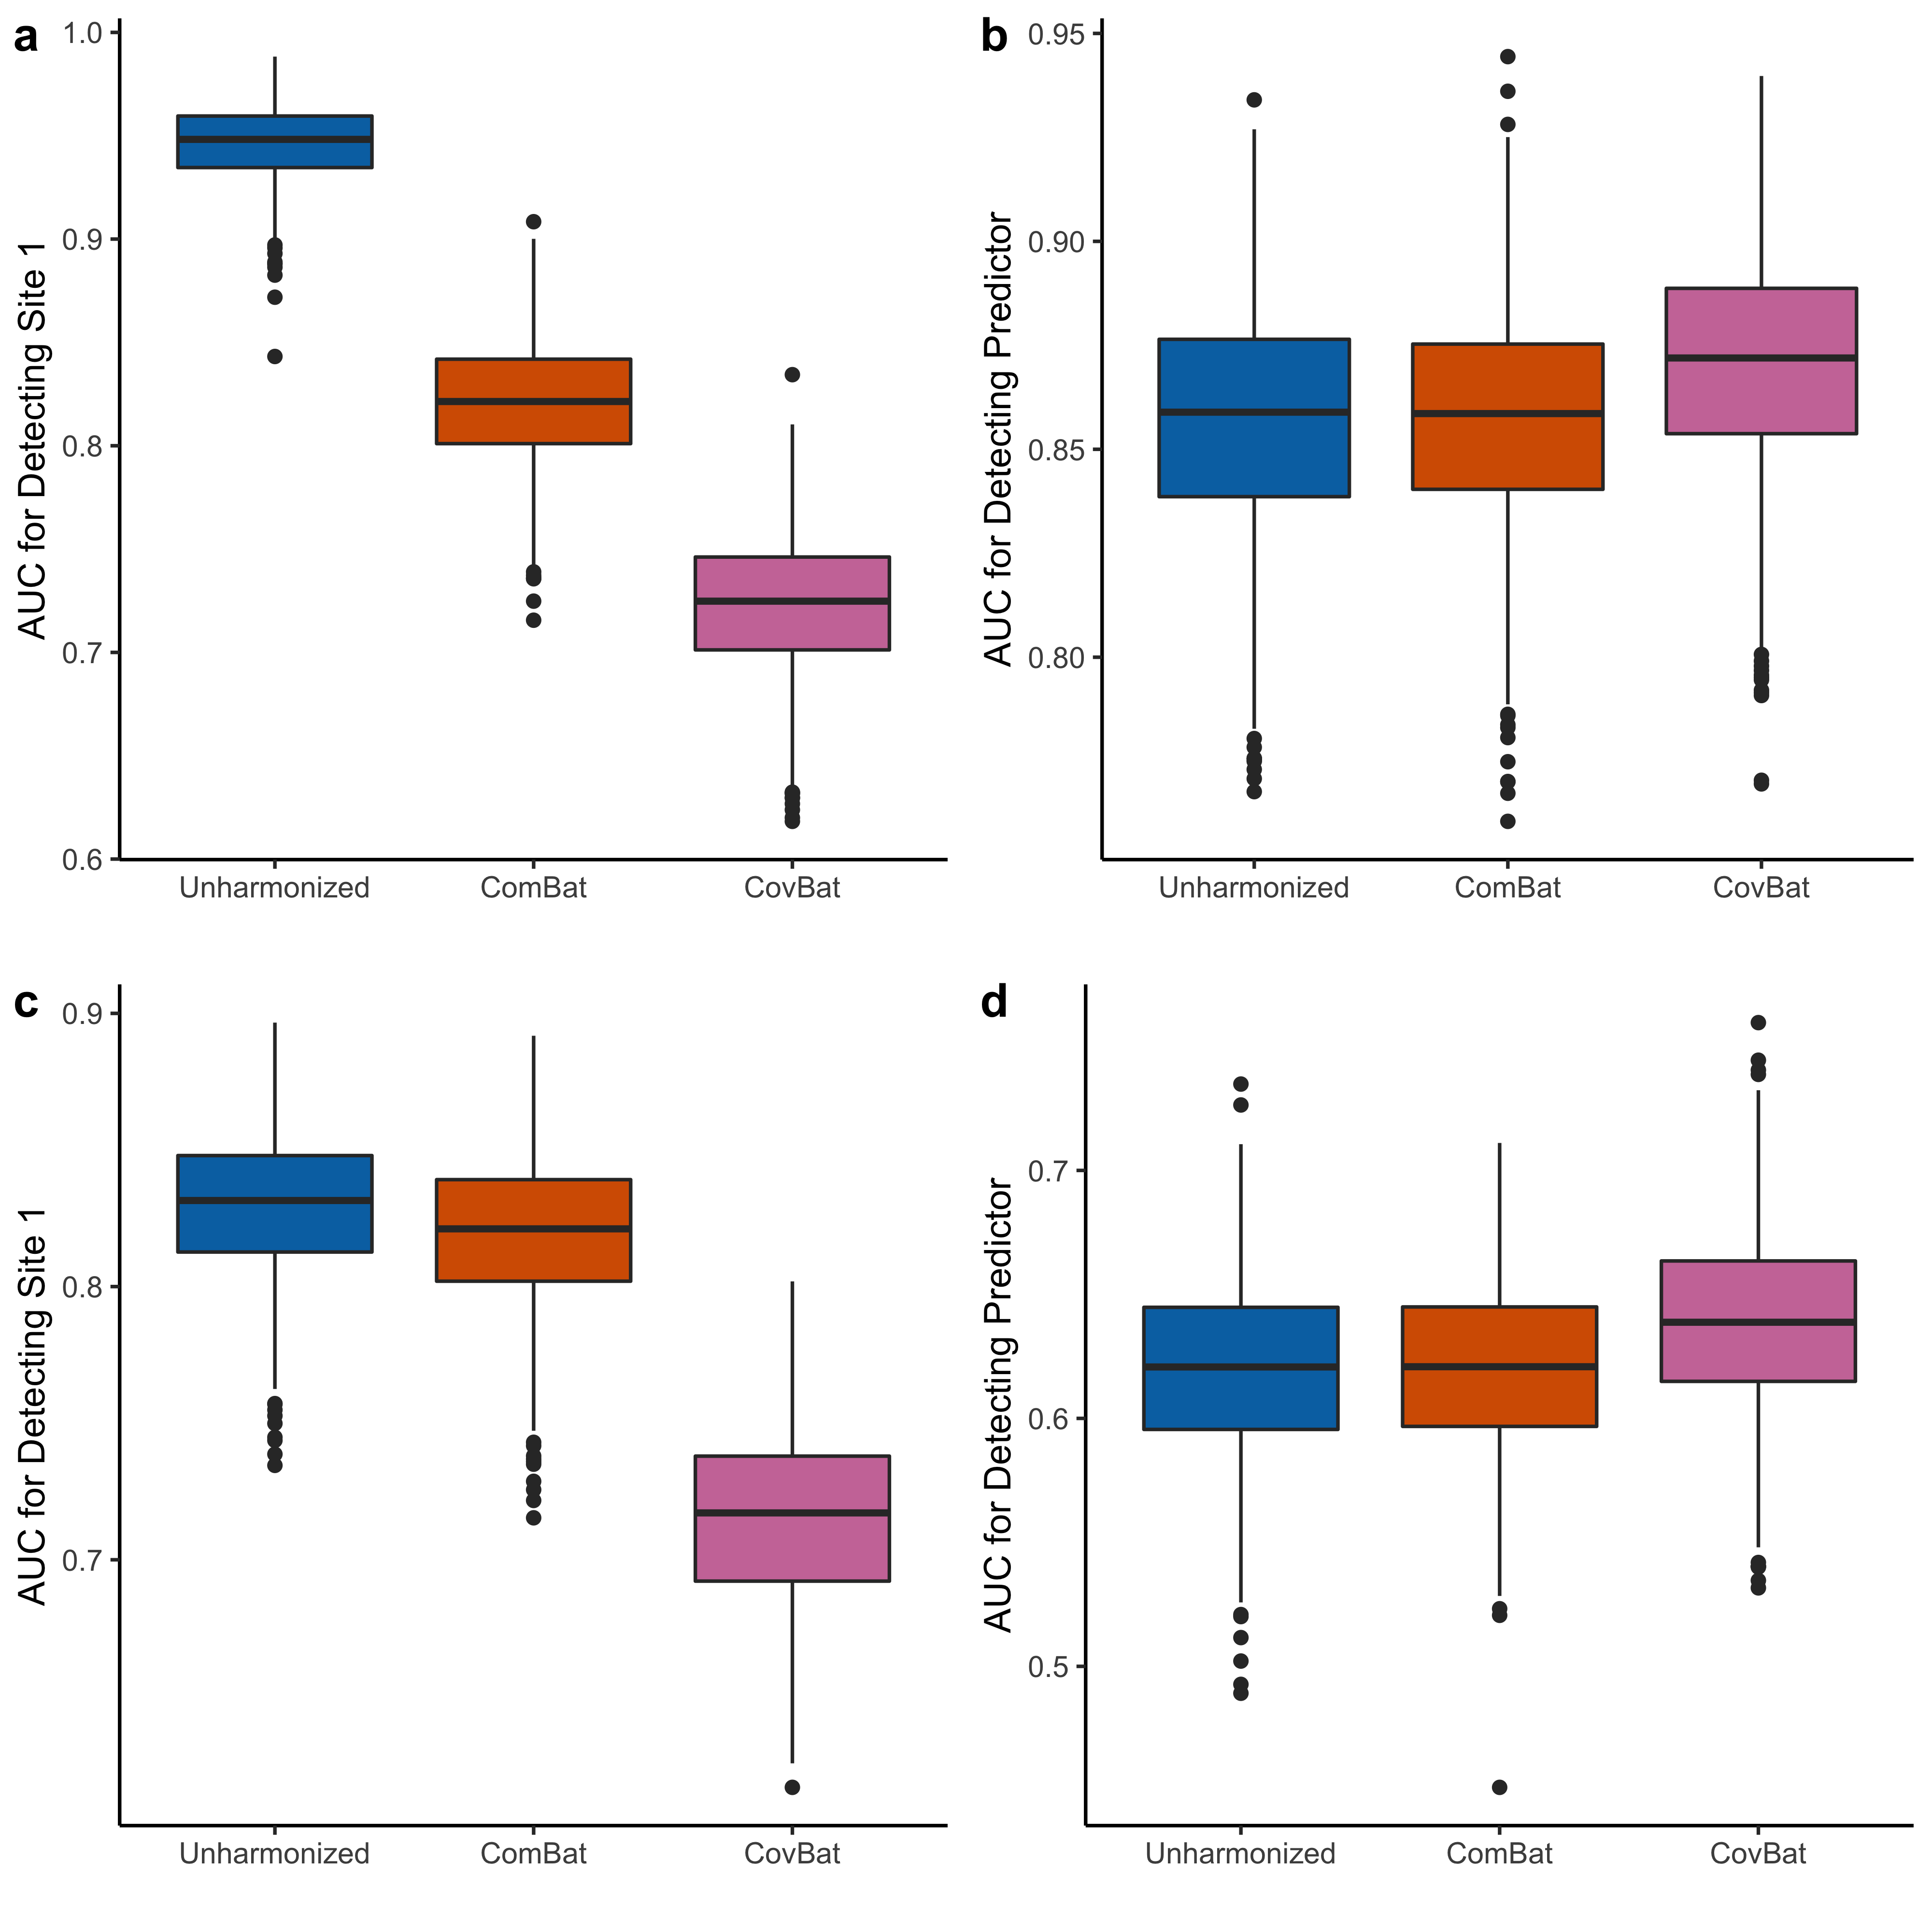 a
AUC for Detecting Site 1
1.0
0.9
0.8
0.7
0.6
Unharmonized ComBat CovBat
b
AUC for Detecting Predictor
0.95
0.90
0.85
0.80
Unharmonized ComBat CovBat
c
AUC for Detecting Site 1
0.9
0.8
0.7
Unharmonized ComBat CovBat
d
AUC for Detecting Predictor
0.7
0.6
0.5
Unharmonized ComBat CovBat